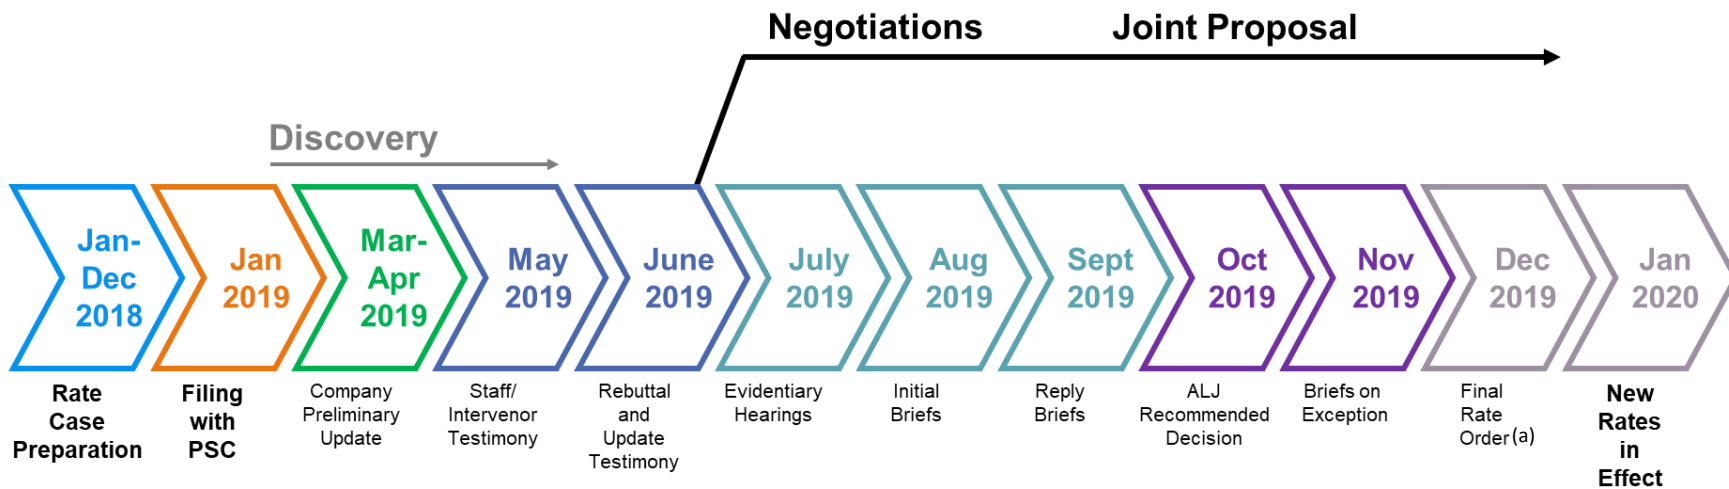 Negotiations
Joint Proposal
Discovery
Jan-
Dec
2018
Jan
2019
Mar-
Apr
2019
May
2019
June
2019
July
2019
Aug
2019
Sept
2019
Oct
2019
Nov
2019
Dec
2019
Jan
2020
Rate
Case
Preparation
Filing
with
PSC
Company
Preliminary
Update
Staff/
Intervenor
Testimony
Rebuttal
and
Update
Testimony
Evidentiary
Hearings
Initial
Briefs
Reply
Briefs
ALJ
Recommended
Decision
Briefs on
Exception
Final
Rate
Order (a)
New
Rates
in
Effect